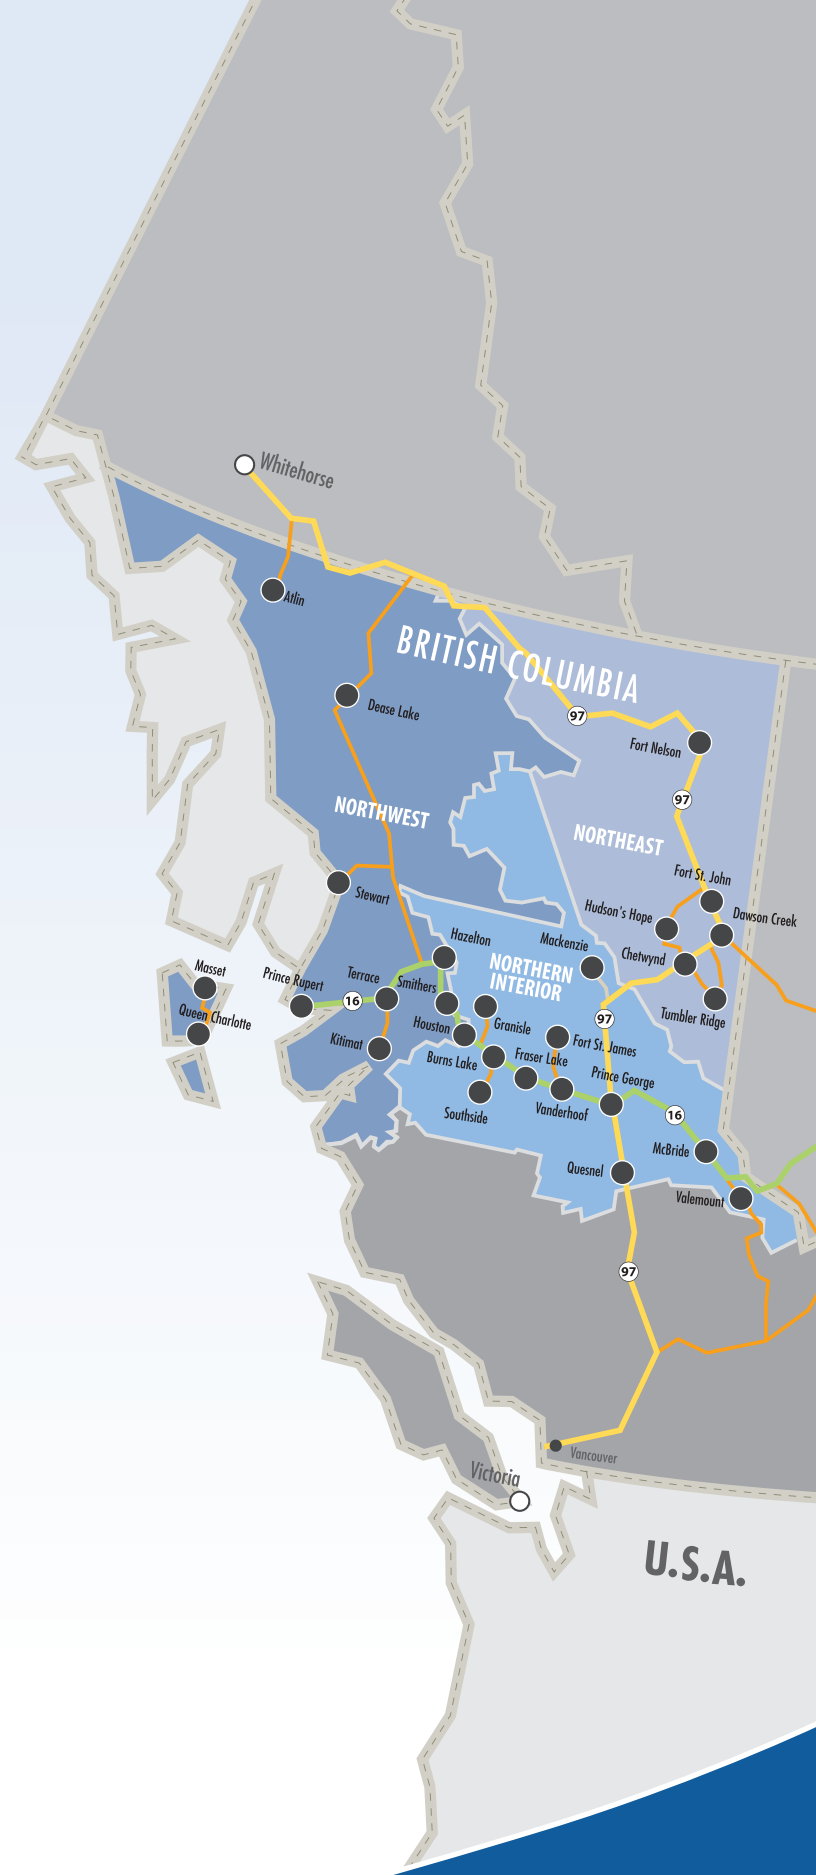 Whitehorse
Atlin
BRITISH COLUMBIA
Dease Lake
97
Fort Nelson
97
NORTHWEST
NORTHEAST
Fort St. John
Stewart
Hudson's Hope
Dawson Creek
Hazelton
Mackenzie
Chetwynd
NORTHERN
INTERIOR
Masset
Prince Rupert
Terrace
Smithers
16
Queen Charlotte
Granisle
97
Tumbler Ridge
Houston
Kitimat
Fort St. James
Burns Lake
Fraser Lake
Prince George
Southside
Vanderhoof
16
McBride
Quesnel
Valemount
97
Vancouver
Victoria
U.S.A.